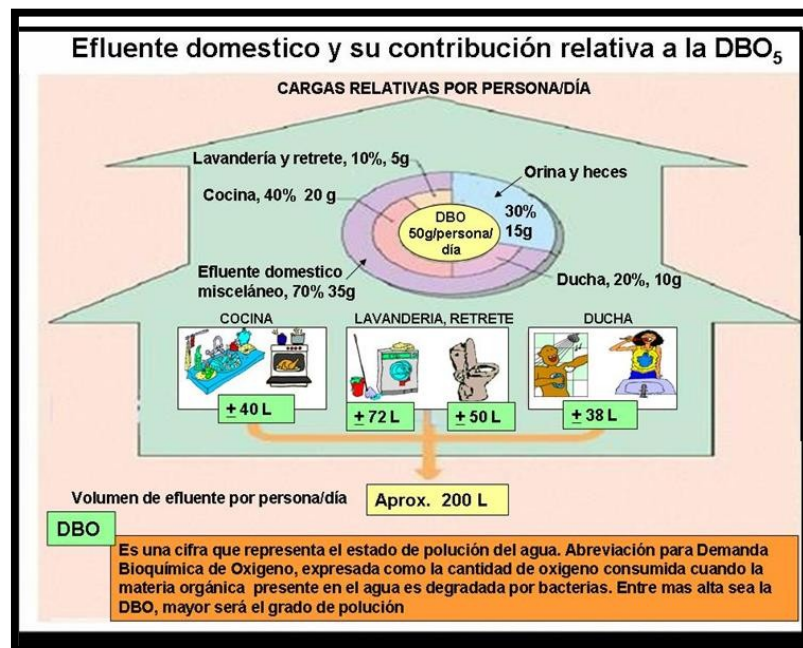 Efluente domestico y su contribución relativa a la DBO5
CARGAS RELATIVAS POR PERSONA/DÍA
Lavandería y retrete, 10%, 5g
Orina y heces
Cocina, 40% 20 g
DBO
50g/persona/
día
30%
15g
Efluente domestico
misceláneo, 70% 35g
Ducha, 20%, 10g
COCINA
LAVANDERIA, RETRETE
DUCHA
± 40 L
± 72 L
± 50 L
± 38 L
Volumen de efluente por persona/día
Aprox. 200 L
DBO
Es una cifra que representa el estado de polución del agua. Abreviación para Demanda
Bioquímica de Oxigeno, expresada como la cantidad de oxigeno consumida cuando la
materia orgánica presente en el agua es degradada por bacterias. Entre mas alta sea la
DBO, mayor será el grado de polución